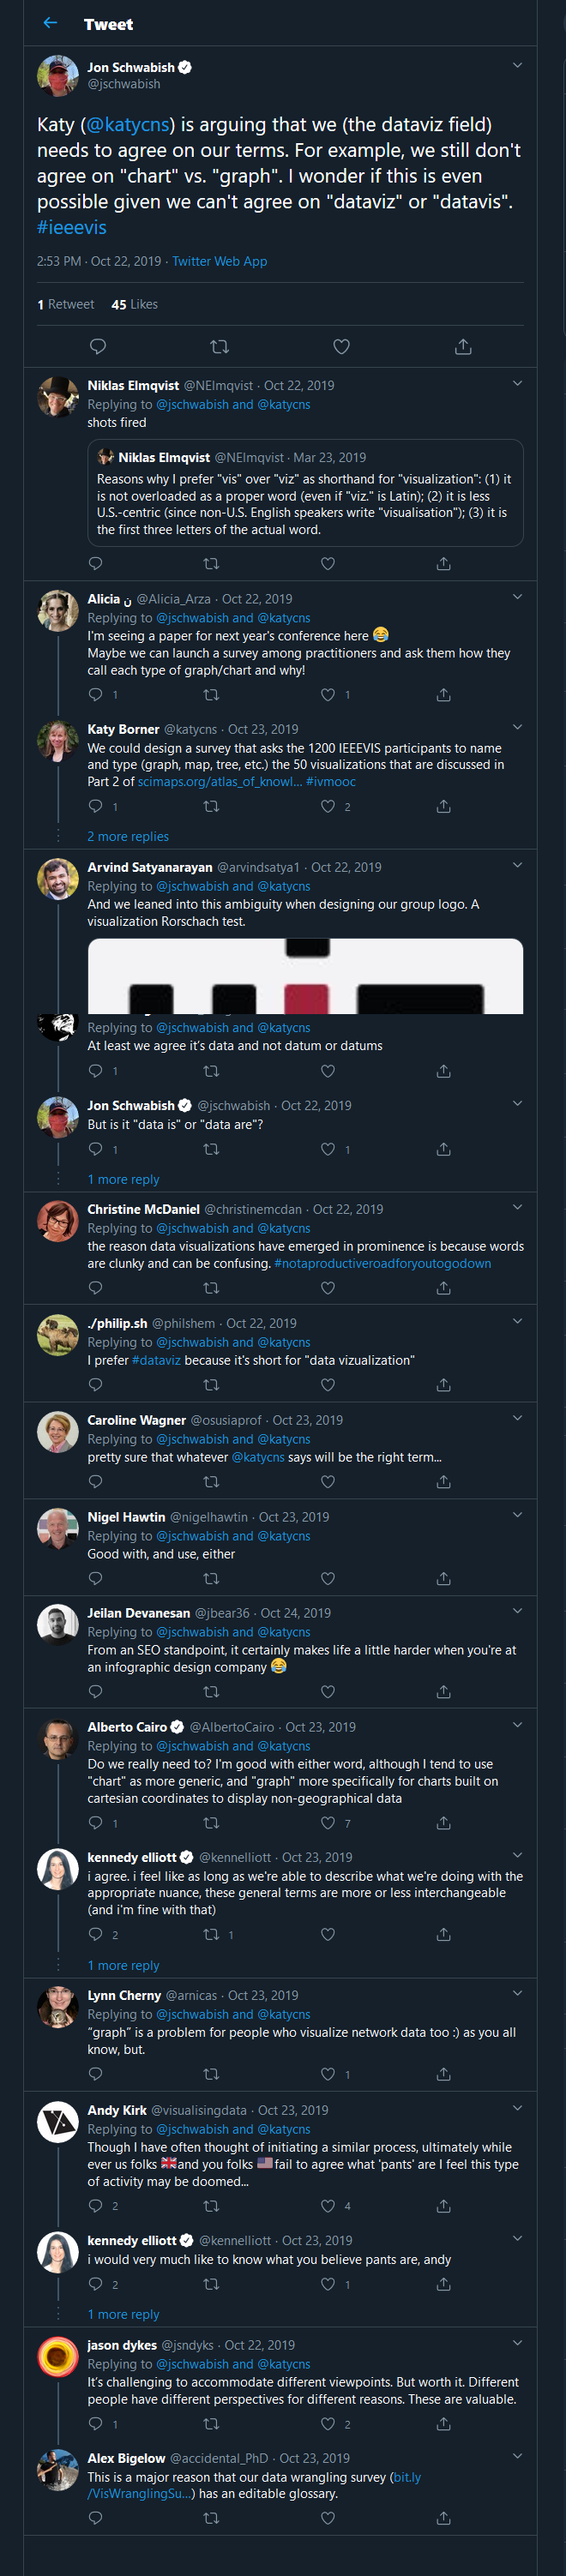 Tweet
Jon Schwabish
@jschwabish
Katy (@katycns) is arguing that we (the dataviz field)
needs to agree on our terms. For example, we still don't
agree on "chart" vs. "graph". I wonder if this is even
possible given we can't agree on "dataviz" or "datavis".
#ieeevis
2:53 PM · Oct 22, 2019 · Twitter Web App
1 Retweet 45 Likes
Niklas Elmqvist @NElmqvist · Oct 22, 2019
Replying to @jschwabish and @katycns
shots fired
Niklas Elmqvist @NElmqvist · Mar 23, 2019
Reasons why I prefer "vis" over "viz" as shorthand for "visualization": (1) it
is not overloaded as a proper word (even if "viz." is Latin); (2) it is less
U.S.-centric (since non-U.S. English speakers write "visualisation"); (3) it is
the first three letters of the actual word.
Alicia ن @Alicia_Arza · Oct 22, 2019
Replying to @jschwabish and @katycns
I'm seeing a paper for next year's conference here 😂
Maybe we can launch a survey among practitioners and ask them how they
call each type of graph/chart and why!
1 1
Katy Borner @katycns · Oct 23, 2019
We could design a survey that asks the 1200 IEEEVIS participants to name
and type (graph, map, tree, etc.) the 50 visualizations that are discussed in
Part 2 of scimaps.org/atlas_of_knowl... #ivmooc
1 2
2 more replies
Arvind Satyanarayan @arvindsatya1 · Oct 22, 2019
Replying to @jschwabish and @katycns
And we leaned into this ambiguity when designing our group logo. A
visualization Rorschach test.
Replying to @jschwabish and @katycns
At least we agree it's data and not datum or datums
1
Jon Schwabish @jschwabish · Oct 22, 2019
But is it "data is" or "data are"?
1 1
1 more reply
Christine McDaniel @christinemcdan · Oct 22, 2019
Replying to @jschwabish and @katycns
the reason data visualizations have emerged in prominence is because words
are clunky and can be confusing. #notaproductiveroadforyoutogodown
./philip.sh @philshem · Oct 22, 2019
Replying to @jschwabish and @katycns
I prefer #dataviz because it's short for "data vizualization"
Caroline Wagner @osusiaprof · Oct 23, 2019
Replying to @jschwabish and @katycns
pretty sure that whatever @katycns says will be the right term...
Nigel Hawtin @nigelhawtin · Oct 23, 2019
Replying to @jschwabish and @katycns
Good with, and use, either
Jeilan Devanesan @jbear36 · Oct 24, 2019
Replying to @jschwabish and @katycns
From an SEO standpoint, it certainly makes life a little harder when you're at
an infographic design company 😂
Alberto Cairo @AlbertoCairo · Oct 23, 2019
Replying to @jschwabish and @katycns
Do we really need to? I'm good with either word, although I tend to use
"chart" as more generic, and "graph" more specifically for charts built on
cartesian coordinates to display non-geographical data
1 7
kennedy elliott @kennelliott · Oct 23, 2019
i agree. i feel like as long as we're able to describe what we're doing with the
appropriate nuance, these general terms are more or less interchangeable
(and i'm fine with that)
2 1
1 more reply
Lynn Cherny @arnicas · Oct 23, 2019
Replying to @jschwabish and @katycns
“graph” is a problem for people who visualize network data too :) as you all
know, but.
1
Andy Kirk @visualisingdata · Oct 23, 2019
Replying to @jschwabish and @katycns
Though I have often thought of initiating a similar process, ultimately while
ever us folks 🇬🇧and you folks 🇺🇸fail to agree what 'pants' are I feel this type
of activity may be doomed...
2 4
kennedy elliott @kennelliott · Oct 23, 2019
i would very much like to know what you believe pants are, andy
2 1
1 more reply
jason dykes @jsndyks · Oct 22, 2019
Replying to @jschwabish and @katycns
It's challenging to accommodate different viewpoints. But worth it. Different
people have different perspectives for different reasons. These are valuable.
1 2
Alex Bigelow @accidental_PhD · Oct 23, 2019
This is a major reason that our data wrangling survey (bit.ly
/VisWranglingSu...) has an editable glossary.